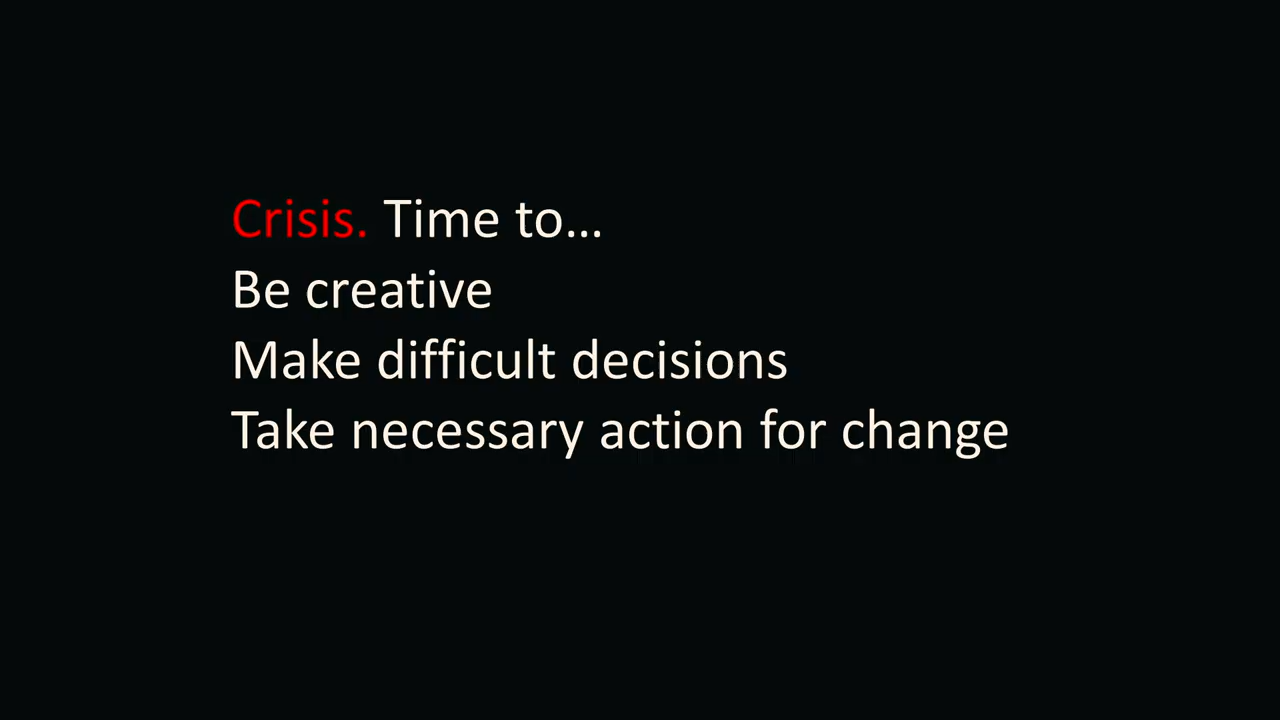 Crisis. Time to…
Be creative
Make difficult decisions
Take necessary action for change